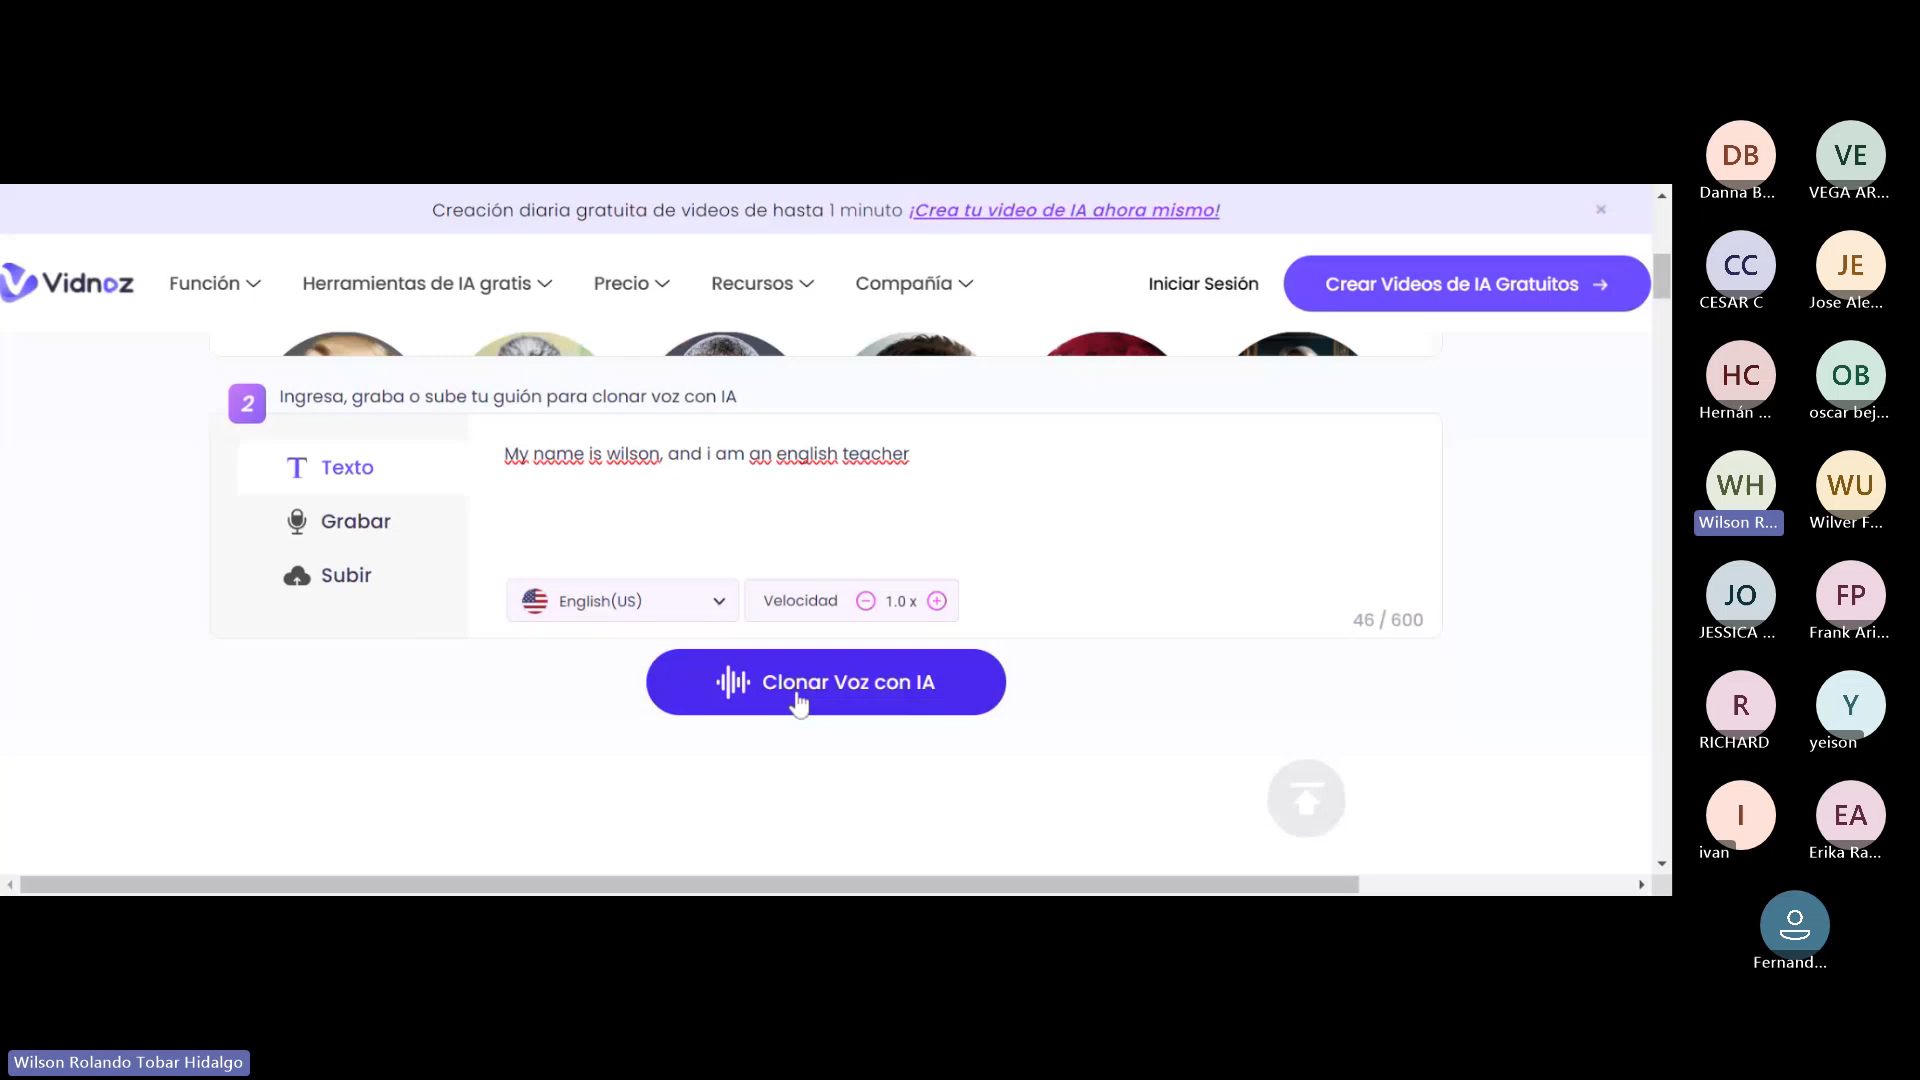 Creación diaria gratuita de videos de hasta 1 minuto ¡Crea tu video de IA ahora mismo!
Vidnoz Función Herramientas de IA gratis Precio Recursos Compañía Iniciar Sesión Crear Videos de IA Gratuitos
2 Ingresa, graba o sube tu guión para clonar voz con IA
My name is wilson, and i am an english teacher
Texto
Grabar
Subir
English(US) Velocidad 1.0 x
46 / 600
Clonar Voz con IA
DB VE
Danna B... VEGA AR...
CC JE
CESAR C Jose Ale...
HC OB
Hernán ... oscar bej...
WH WU
Wilson R... Wilver F...
JO FP
JESSICA ... Frank Ari...
R Y
RICHARD yeison
I EA
ivan Erika Ra...
Fernand...
Wilson Rolando Tobar Hidalgo